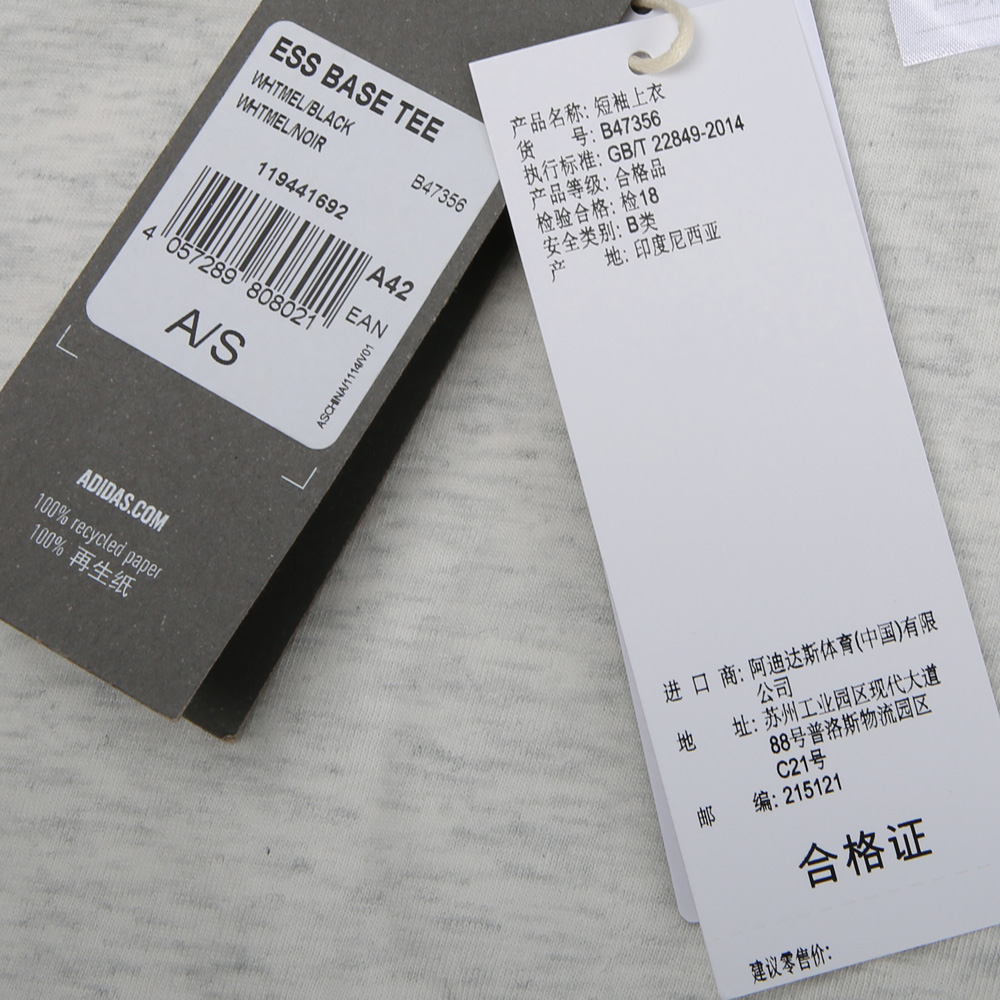 ESS BASE TEE
WHTMEL/BLACK
WHTMEL/NOIR
B47356
119441692
4 057289 808021
A42
EAN
A/S
ASCHINA/1114/V01
ADIDAS.COM
100% recycled paper
100% 再生纸
产品名称: 短袖上衣
货 号: B47356
执行标准: GB/T 22849-2014
产品等级: 合格品
检验合格: 检18
安全类别: B类
产 地: 印度尼西亚
进 口 商: 阿迪达斯体育(中国)有限
公司
地 址: 苏州工业园区现代大道
88号普洛斯物流园区
C21号
邮 编: 215121
合格证
建议零售价: